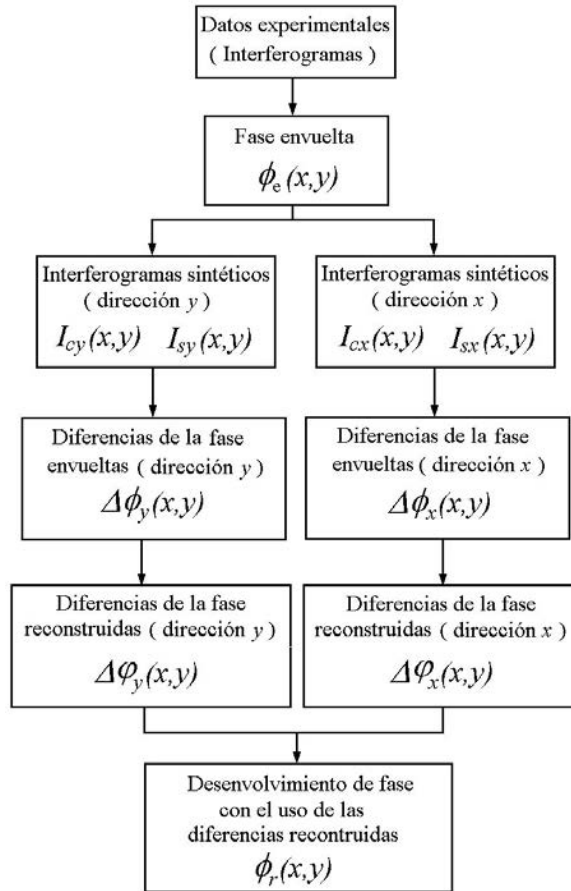 Datos experimentales
( Interferogramas )
Fase envuelta
ϕe (x,y)
Interferogramas sintéticos
( dirección y )
Icy(x,y) Isy(x,y)
Interferogramas sintéticos
( dirección x )
Icx(x,y) Isx(x,y)
Diferencias de la fase
envueltas ( dirección y )
Δϕy(x,y)
Diferencias de la fase
envueltas ( dirección x )
Δϕx(x,y)
Diferencias de la fase
reconstruidas ( dirección y )
Δφy(x,y)
Diferencias de la fase
reconstruidas ( dirección x )
Δφx(x,y)
Desenvolvimiento de fase
con el uso de las
diferencias recontruidas
ϕr(x,y)